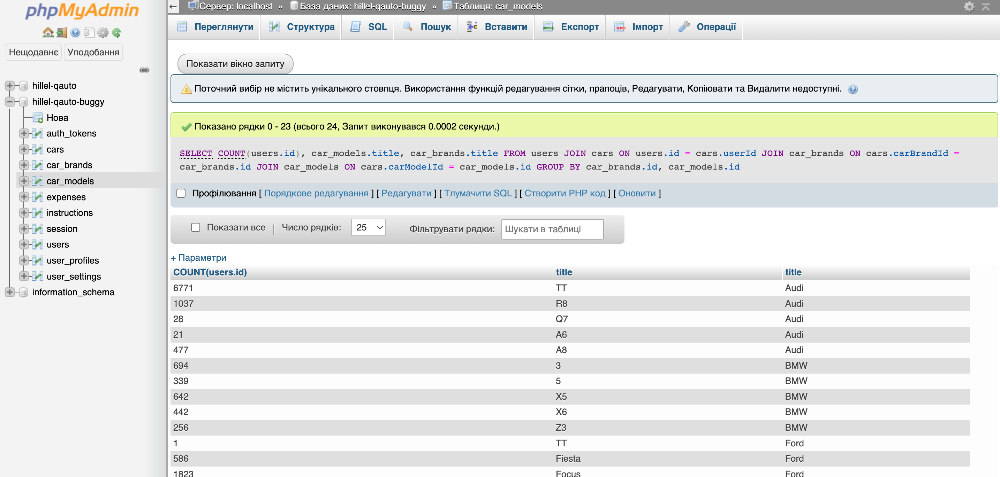 phpMyAdmin
Нещодавнє Уподобання
hillel-qauto
hillel-qauto-buggy
Нова
auth_tokens
cars
car_brands
car_models
expenses
instructions
session
users
user_profiles
user_settings
information_schema
Сервер: localhost » База даних: hillel-qauto-buggy » Таблиця: car_models
Переглянути Структура SQL Пошук Вставити Експорт Імпорт Операції
Показати вікно запиту
Поточний вибір не містить унікального стовпця. Використання функцій редагування сітки, прапоців, Редагувати, Копіювати та Видалити недоступні.
Показано рядки 0 - 23 (всього 24, Запит виконувався 0.0002 секунди.)
SELECT COUNT(users.id), car_models.title, car_brands.title FROM users JOIN cars ON users.id = cars.userId JOIN car_brands ON cars.carBrandId =
car_brands.id JOIN car_models ON cars.carModelId = car_models.id GROUP BY car_brands.id, car_models.id
Профілювання [ Порядкове редагування ] [ Редагувати ] [ Тлумачити SQL ] [ Створити PHP код ] [ Оновити ]
Показати все | Число рядків: 25 Фільтрувати рядки: Шукати в таблиці
+ Параметри
COUNT(users.id) title title
6771 TT Audi
1037 R8 Audi
28 Q7 Audi
21 A6 Audi
477 A8 Audi
694 3 BMW
339 5 BMW
642 X5 BMW
442 X6 BMW
256 Z3 BMW
1 TT Ford
586 Fiesta Ford
1823 Focus Ford